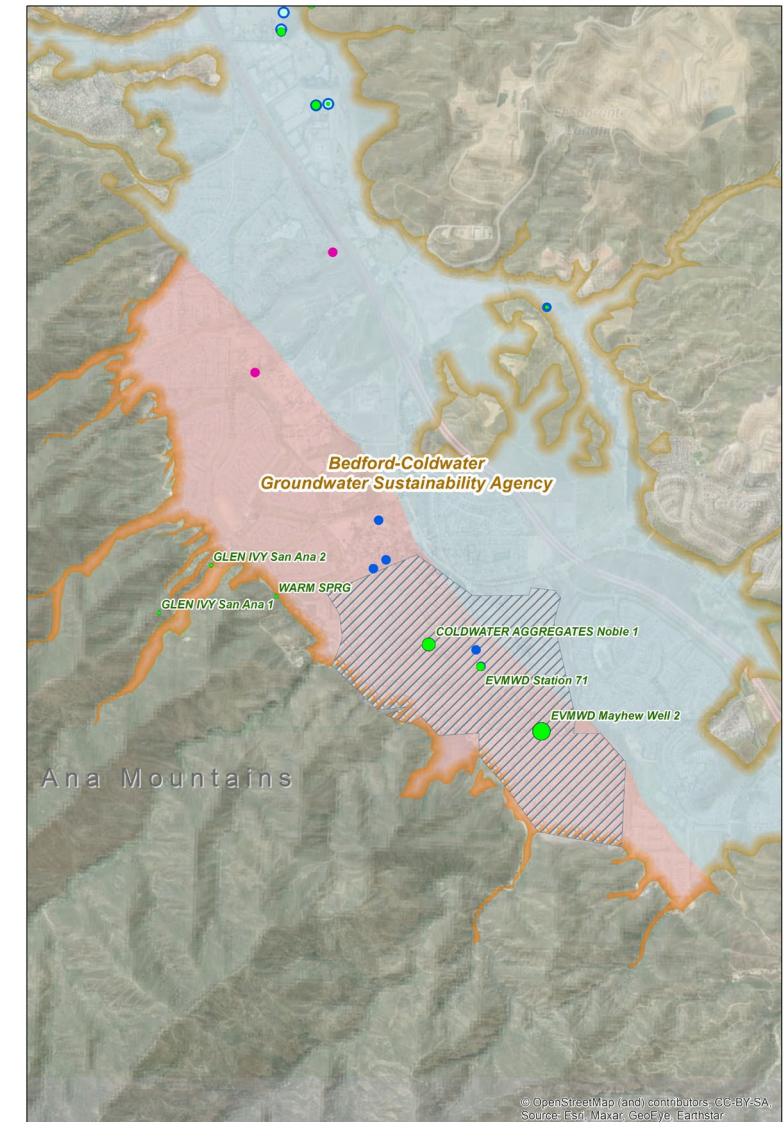 Bedford-Coldwater
Groundwater Sustainability Agency
GLEN IVY San Ana 2
WARM SPRG
GLEN IVY San Ana 1
COLDWATER AGGREGATES Noble 1
EVMWD Station 71
EVMWD Mayhew Well 2
Ana Mountains
© OpenStreetMap (and) contributors, CC-BY-SA,
Source: Esri, Maxar, GeoEye, Earthstar